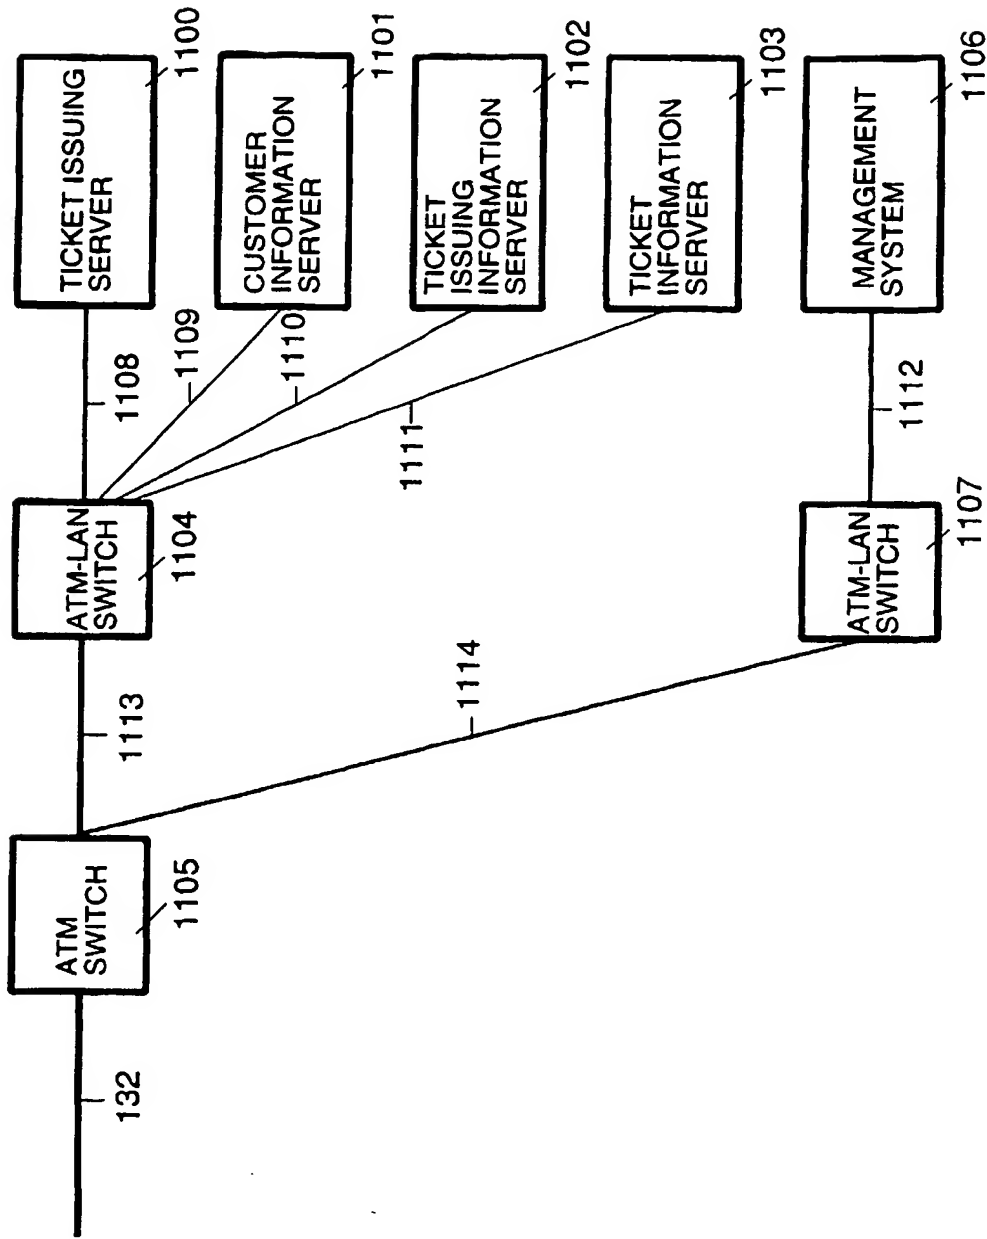 TICKET ISSUING
SERVER
1100
CUSTOMER
INFORMATION
SERVER
1101
TICKET
ISSUING
INFORMATION
SERVER
1102
TICKET
INFORMATION
SERVER
1103
MANAGEMENT
SYSTEM
1106
1108
1109
1110
1111
1112
ATM-LAN
SWITCH
1104
ATM-LAN
SWITCH
1107
1113
1114
ATM
SWITCH
1105
132